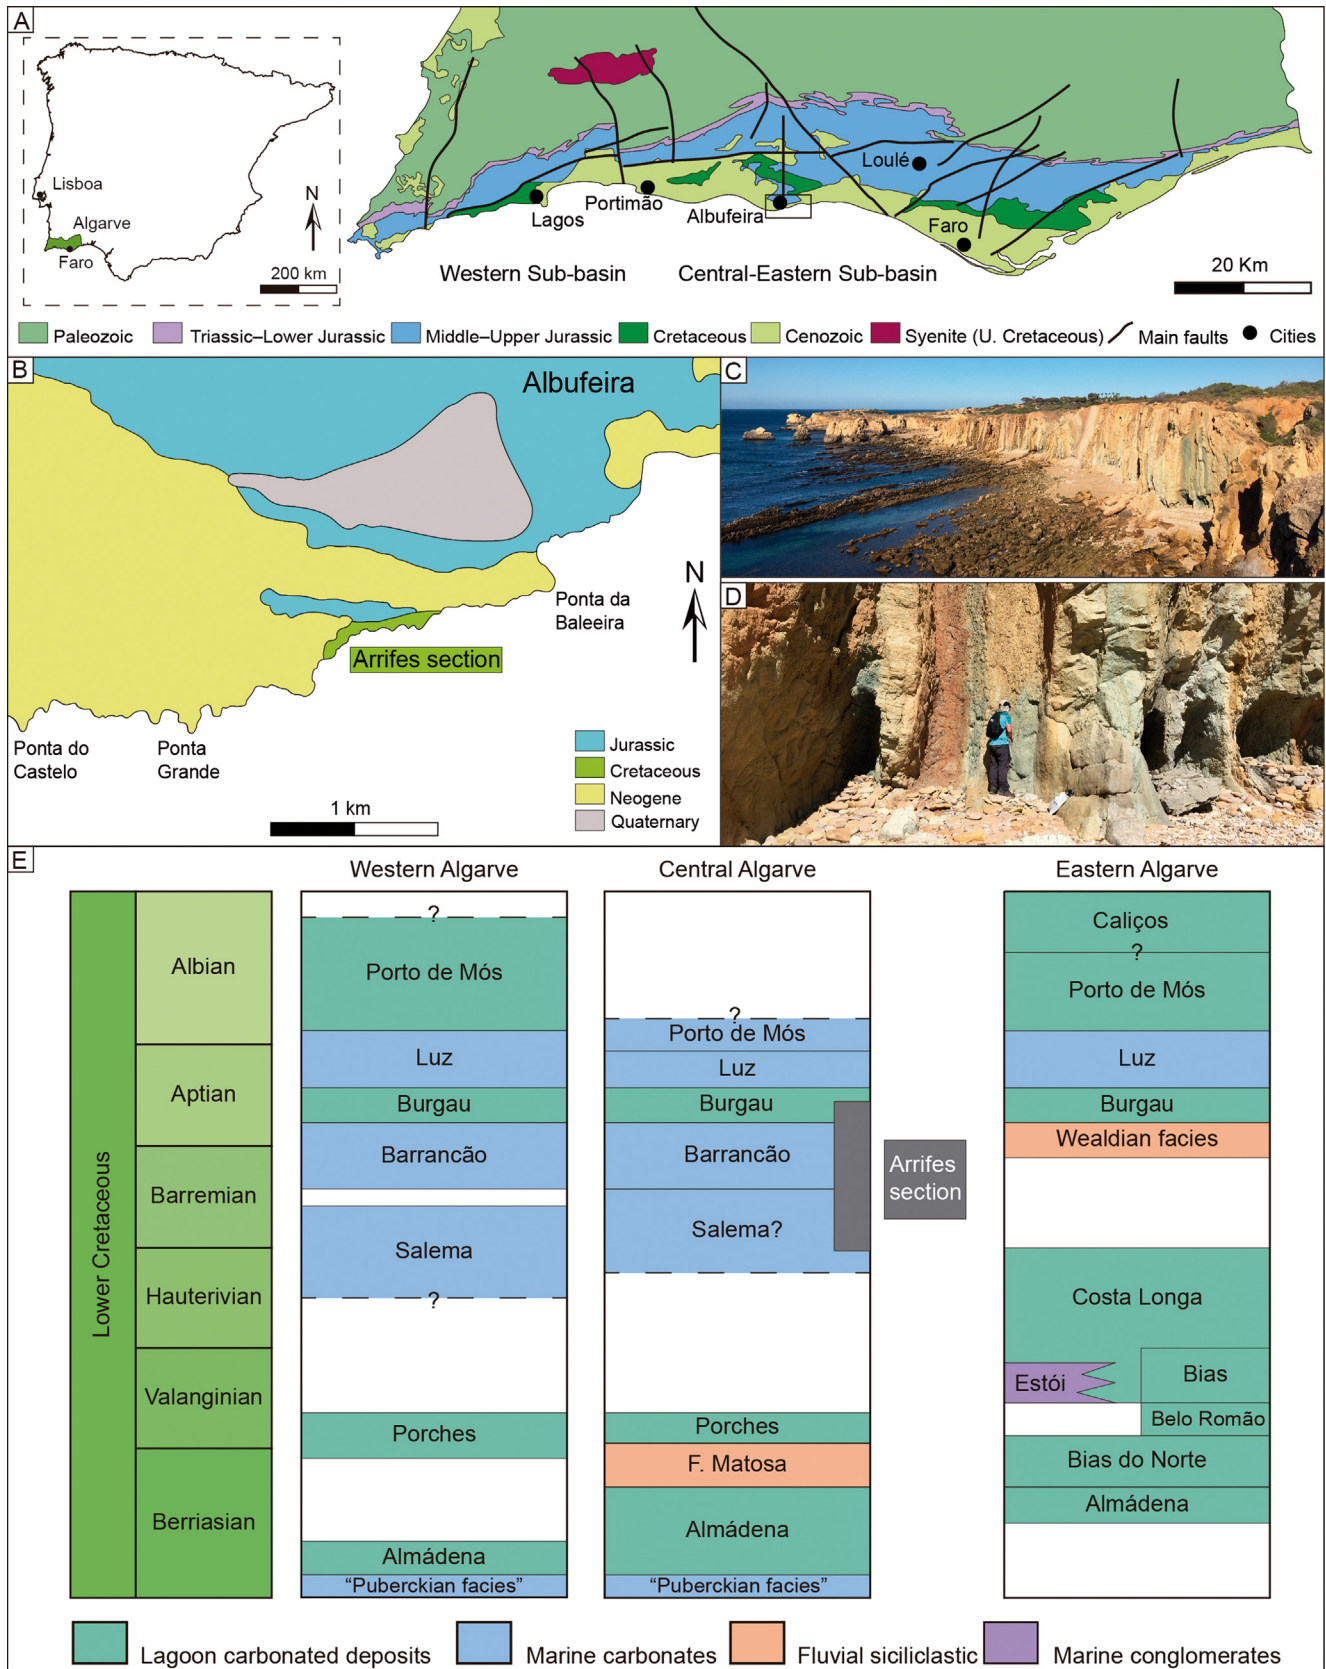 A
Lisboa
Algarve
Faro
N
200 km
Loulé
Portimão
Lagos
Albufeira
Faro
Western Sub-basin
Central-Eastern Sub-basin
20 Km
Paleozoic
Triassic–Lower Jurassic
Middle–Upper Jurassic
Cretaceous
Cenozoic
Syenite (U. Cretaceous)
Main faults
Cities
B
Albufeira
N
Ponta da
Baleeira
Arrifes section
Ponta do
Castelo
Ponta
Grande
1 km
Jurassic
Cretaceous
Neogene
Quaternary
C
D
E
Western Algarve
Central Algarve
Eastern Algarve
Lower Cretaceous
Albian
Aptian
Barremian
Hauterivian
Valanginian
Berriasian
?
Porto de Mós
Luz
Burgau
Barrancão
Salema
?
Porches
Almádena
“Puberckian facies”
?
Porto de Mós
Luz
Burgau
Barrancão
Salema?
Porches
F. Matosa
Almádena
“Puberckian facies”
Arrifes
section
Caliços
?
Porto de Mós
Luz
Burgau
Wealdian facies
Costa Longa
Estói
Bias
Belo Romão
Bias do Norte
Almádena
Lagoon carbonated deposits
Marine carbonates
Fluvial siciliclastic
Marine conglomerates